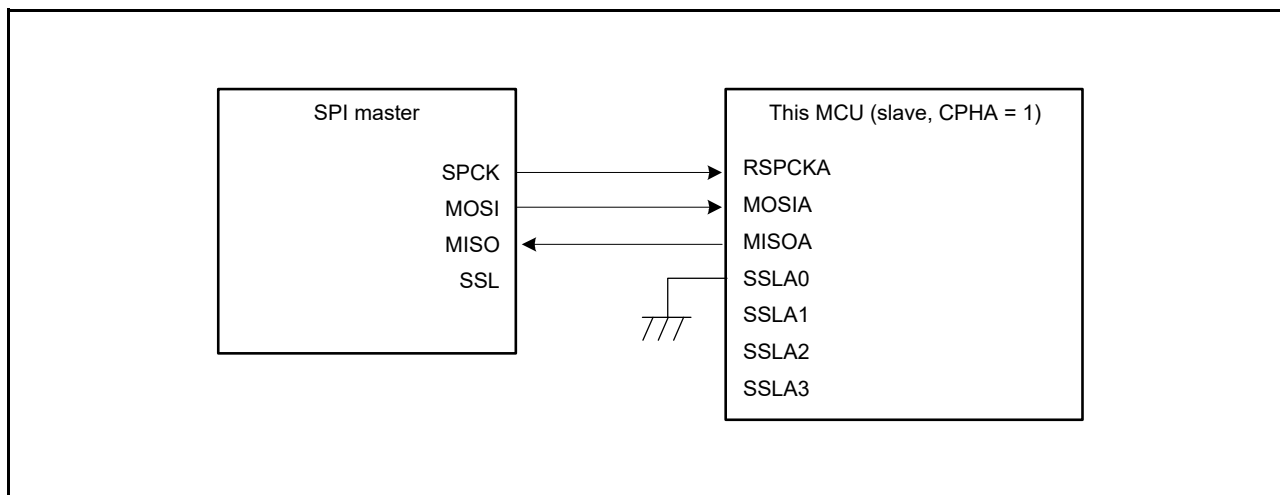 SPI master
SPCK
MOSI
MISO
SSL
This MCU (slave, CPHA = 1)
RSPCKA
MOSIA
MISOA
SSLA0
SSLA1
SSLA2
SSLA3